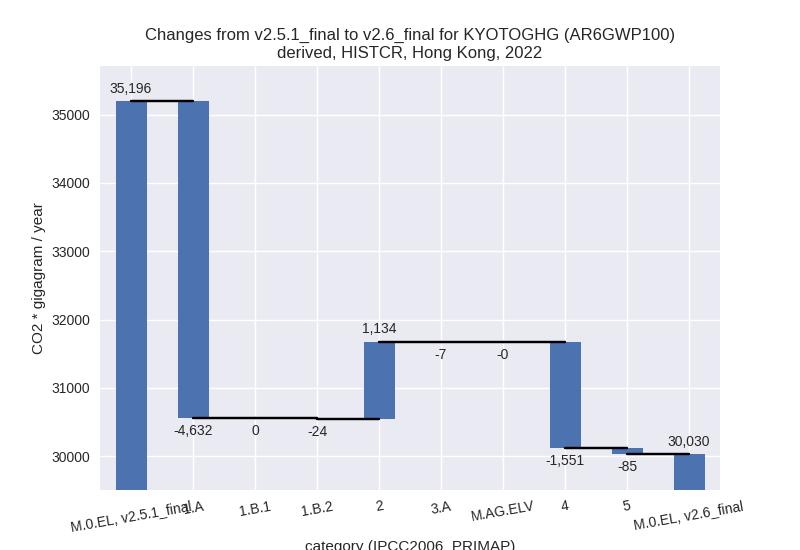 Changes from v2.5.1_final to v2.6_final for KYOTOGHG (AR6GWP100)
derived, HISTCR, Hong Kong, 2022
35,196
35000
34000
33000
32000
31000
30000
CO2 * gigagram / year
1,134
-7
-0
-4,632
0
-24
-1,551
-85
30,030
M.0.EL, v2.5.1_final
1.A
1.B.1
1.B.2
2
3.A
M.AG.ELV
4
5
M.0.EL, v2.6_final
category (IPCC2006_PRIMAP)